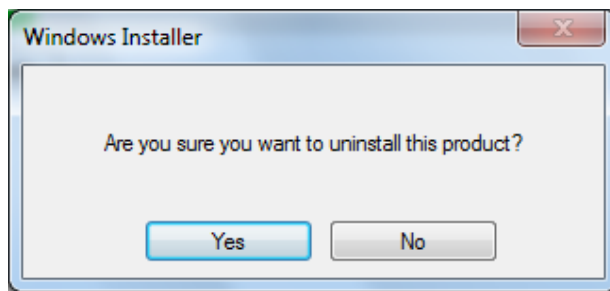 Windows Installer
Are you sure you want to uninstall this product?
Yes
No